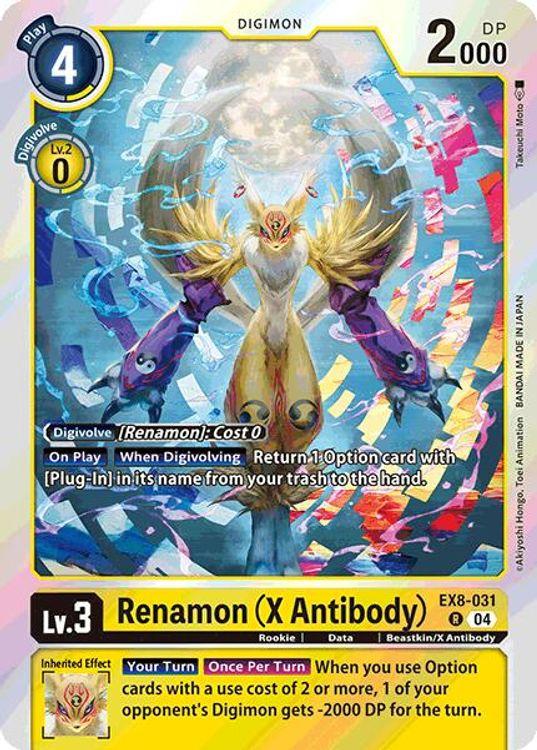 Play
4
DIGIMON
DP
2000
Digivolve
Lv.2
0
Takeuchi Moto
Digivolve [Renamon]: Cost 0
On Play When Digivolving Return 1 Option card with
[Plug-In] in its name from your trash to the hand.
©Akiyoshi Hongo, Toei Animation BANDAI MADE IN JAPAN
Lv.3
Renamon (X Antibody)
EX8-031
R 04
Rookie | Data | Beastkin/X Antibody
Inherited Effect
Your Turn Once Per Turn When you use Option
cards with a use cost of 2 or more, 1 of your
opponent's Digimon gets -2000 DP for the turn.